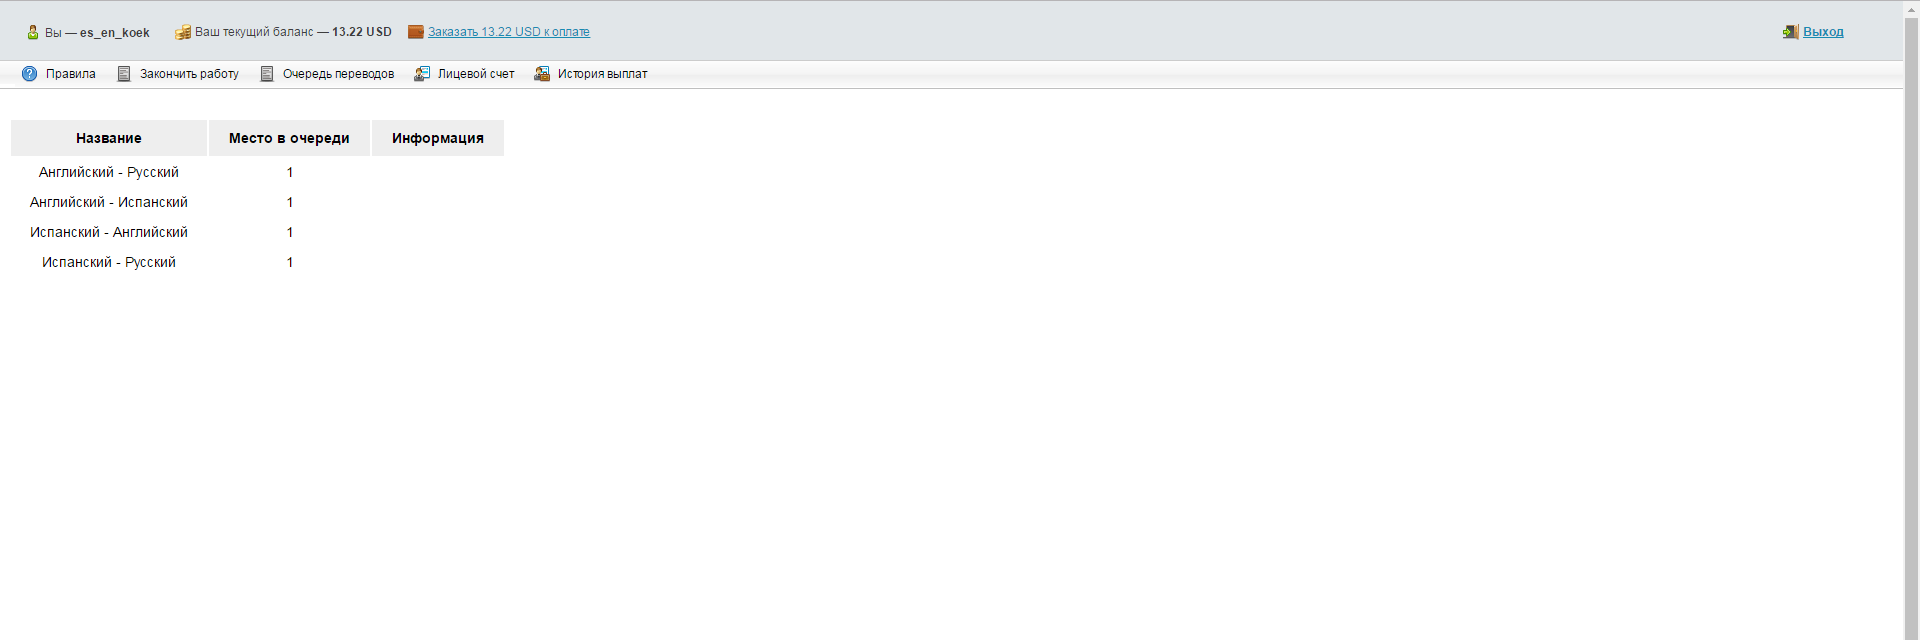 Вы — es_en_koek Ваш текущий баланс — 13.22 USD Заказать 13.22 USD к оплате Выход
Правила Закончить работу Очередь переводов Лицевой счет История выплат
Название Место в очереди Информация
Английский - Русский 1
Английский - Испанский 1
Испанский - Английский 1
Испанский - Русский 1